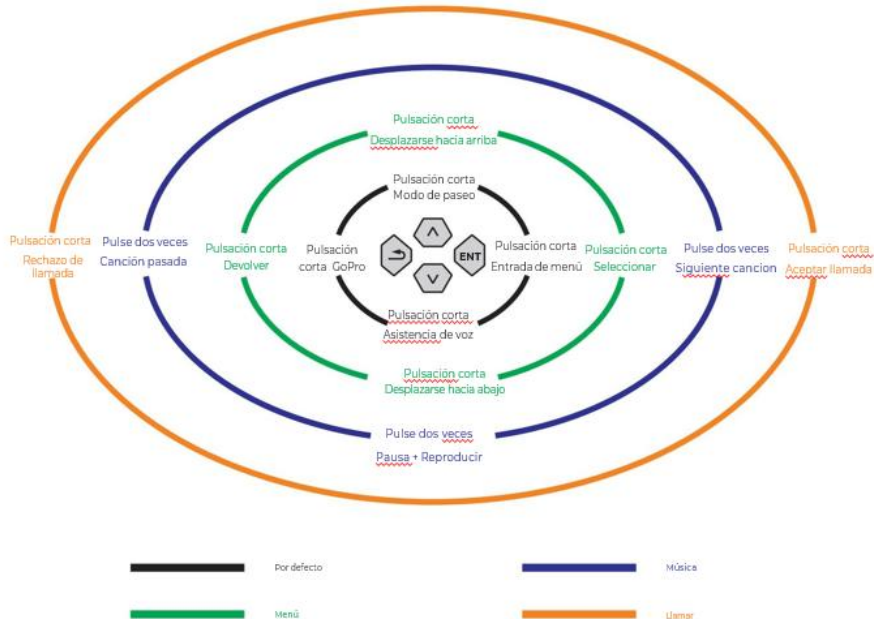 Pulsación corta
Desplazarse hacia arriba
Pulsación corta
Modo de paseo
Pulsación corta
Rechazo de
llamada
Pulse dos veces
Canción pasada
Pulsación corta
Devolver
Pulsación
corta GoPro
ENT
Pulsación corta
Entrada de menú
Pulsación corta
Seleccionar
Pulse dos veces
Siguiente cancion
Pulsación corta
Aceptar llamada
Pulsación corta
Asistencia de voz
Pulsación corta
Desplazarse hacia abajo
Pulse dos veces
Pausa + Reproducir
Por defecto
Música
Menú
Llamar